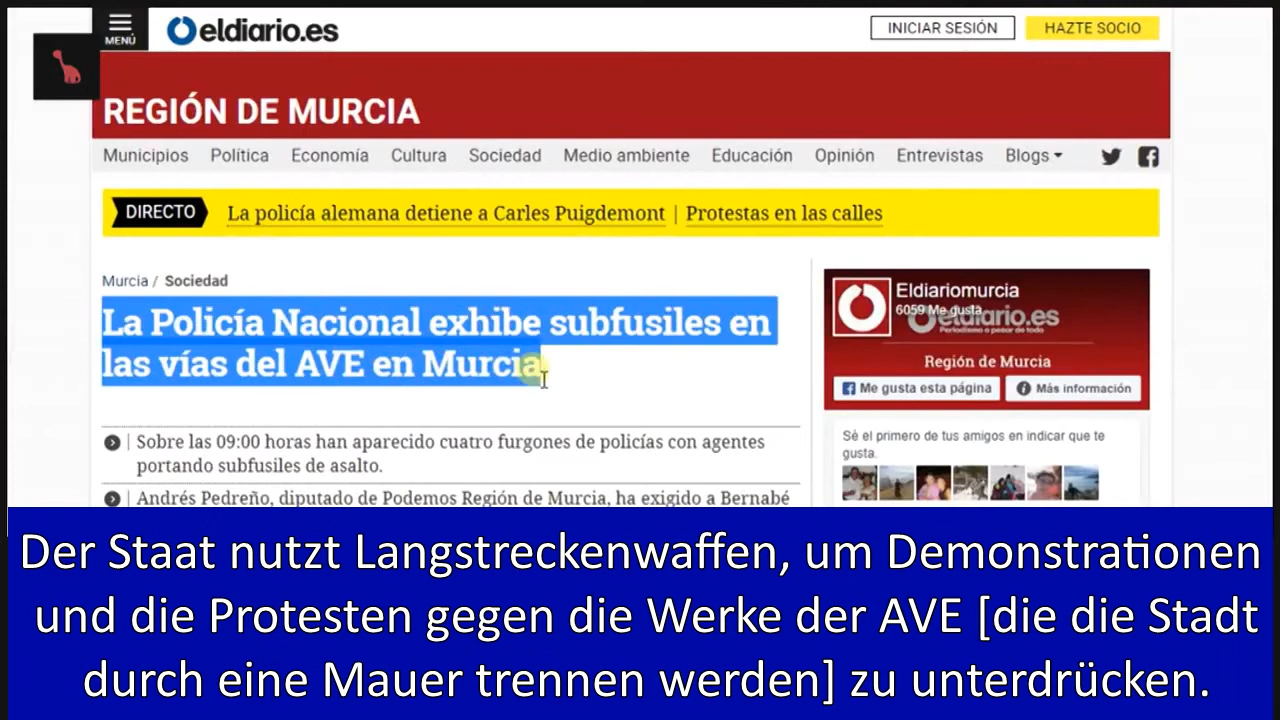 MENÚ
eldiario.es
INICIAR SESIÓN
HAZTE SOCIO
REGIÓN DE MURCIA
Municipios Política Economía Cultura Sociedad Medio ambiente Educación Opinión Entrevistas Blogs
DIRECTO La policía alemana detiene a Carles Puigdemont | Protestas en las calles
Murcia / Sociedad
La Policía Nacional exhibe subfusiles en
las vías del AVE en Murcia
Sobre las 09:00 horas han aparecido cuatro furgones de policías con agentes
portando subfusiles de asalto.
Andrés Pedreño, diputado de Podemos Región de Murcia, ha exigido a Bernabé
Eldiariomurcia
6059 Me gusta
eldiario.es
Periodismo a pesar de todo
Región de Murcia
Me gusta esta página
Más información
Sé el primero de tus amigos en indicar que te
gusta.
Der Staat nutzt Langstreckenwaffen, um Demonstrationen
und die Protesten gegen die Werke der AVE [die die Stadt
durch eine Mauer trennen werden] zu unterdrücken.